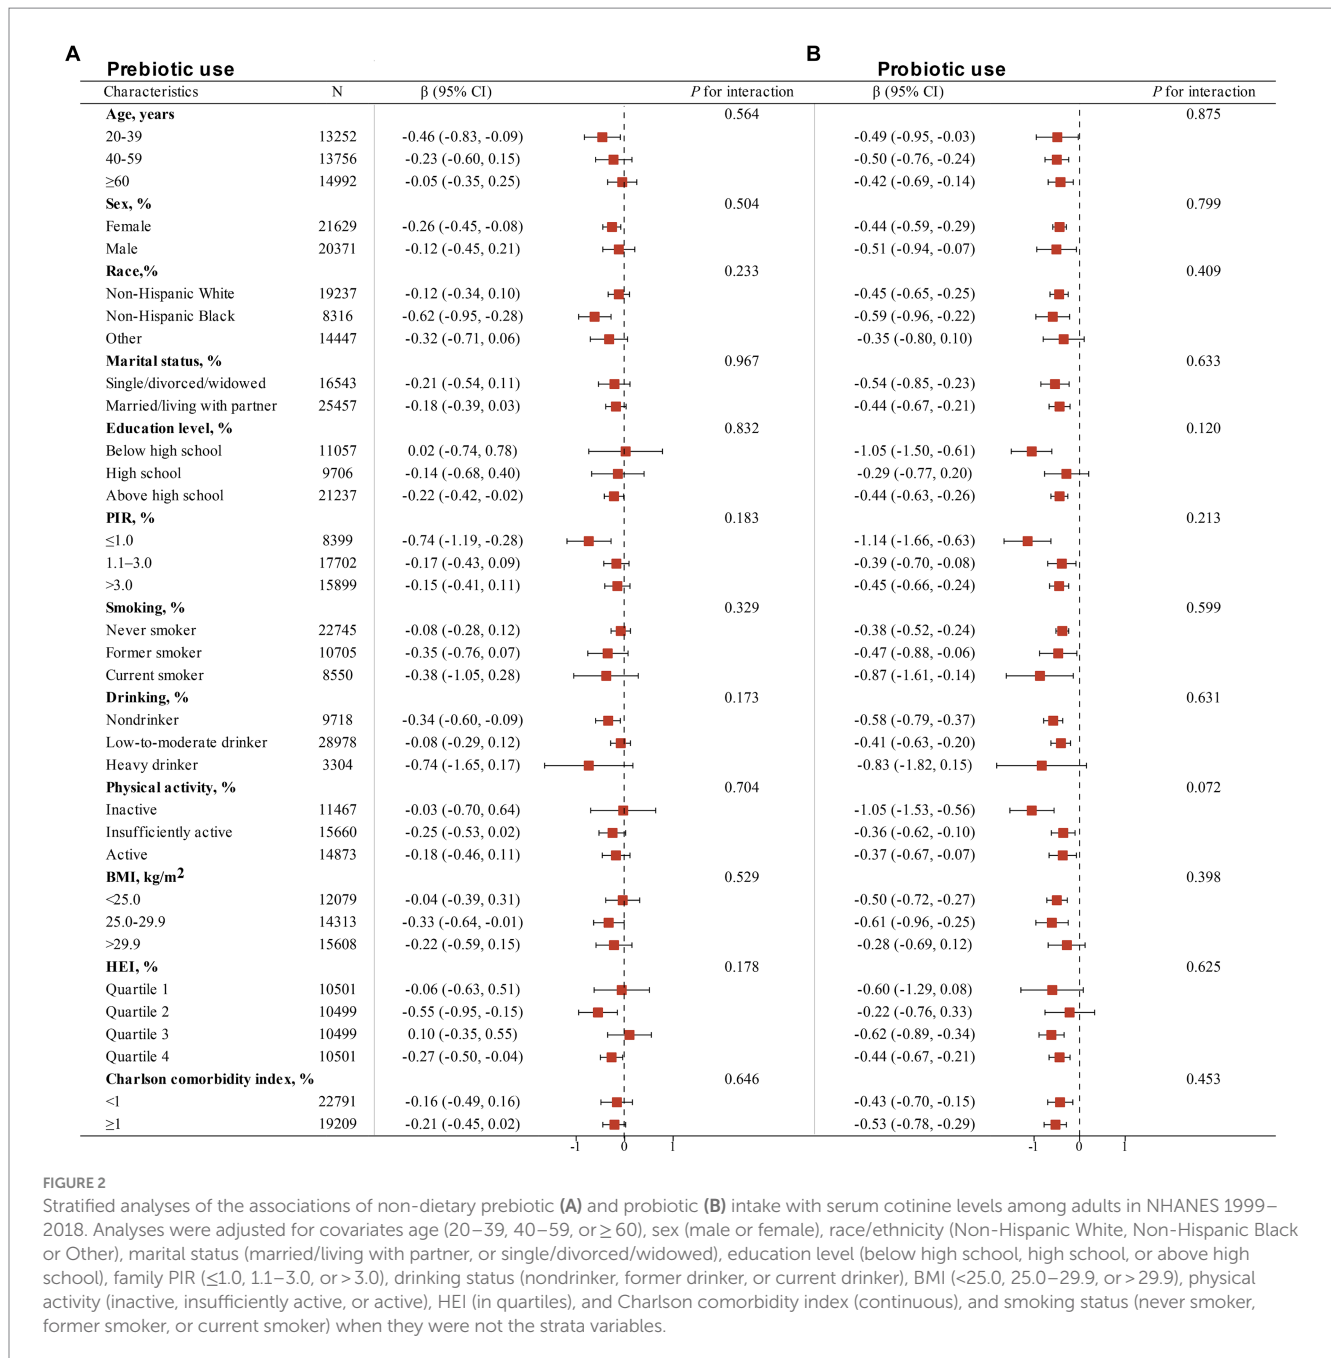 A B
Prebiotic use Probiotic use
Characteristics N β (95% CI) P for interaction β (95% CI) P for interaction
Age, years 0.564 0.875
20-39 13252 -0.46 (-0.83, -0.09) -0.49 (-0.95, -0.03)
40-59 13756 -0.23 (-0.60, 0.15) -0.50 (-0.76, -0.24)
≥60 14992 -0.05 (-0.35, 0.25) -0.42 (-0.69, -0.14)
Sex, % 0.504 0.799
Female 21629 -0.26 (-0.45, -0.08) -0.44 (-0.59, -0.29)
Male 20371 -0.12 (-0.45, 0.21) -0.51 (-0.94, -0.07)
Race,% 0.233 0.409
Non-Hispanic White 19237 -0.12 (-0.34, 0.10) -0.45 (-0.65, -0.25)
Non-Hispanic Black 8316 -0.62 (-0.95, -0.28) -0.59 (-0.96, -0.22)
Other 14447 -0.32 (-0.71, 0.06) -0.35 (-0.80, 0.10)
Marital status, % 0.967 0.633
Single/divorced/widowed 16543 -0.21 (-0.54, 0.11) -0.54 (-0.85, -0.23)
Married/living with partner 25457 -0.18 (-0.39, 0.03) -0.44 (-0.67, -0.21)
Education level, % 0.832 0.120
Below high school 11057 0.02 (-0.74, 0.78) -1.05 (-1.50, -0.61)
High school 9706 -0.14 (-0.68, 0.40) -0.29 (-0.77, 0.20)
Above high school 21237 -0.22 (-0.42, -0.02) -0.44 (-0.63, -0.26)
PIR, % 0.183 0.213
≤1.0 8399 -0.74 (-1.19, -0.28) -1.14 (-1.66, -0.63)
1.1–3.0 17702 -0.17 (-0.43, 0.09) -0.39 (-0.70, -0.08)
>3.0 15899 -0.15 (-0.41, 0.11) -0.45 (-0.66, -0.24)
Smoking, % 0.329 0.599
Never smoker 22745 -0.08 (-0.28, 0.12) -0.38 (-0.52, -0.24)
Former smoker 10705 -0.35 (-0.76, 0.07) -0.47 (-0.88, -0.06)
Current smoker 8550 -0.38 (-1.05, 0.28) -0.87 (-1.61, -0.14)
Drinking, % 0.173 0.631
Nondrinker 9718 -0.34 (-0.60, -0.09) -0.58 (-0.79, -0.37)
Low-to-moderate drinker 28978 -0.08 (-0.29, 0.12) -0.41 (-0.63, -0.20)
Heavy drinker 3304 -0.74 (-1.65, 0.17) -0.83 (-1.82, 0.15)
Physical activity, % 0.704 0.072
Inactive 11467 -0.03 (-0.70, 0.64) -1.05 (-1.53, -0.56)
Insufficiently active 15660 -0.25 (-0.53, 0.02) -0.36 (-0.62, -0.10)
Active 14873 -0.18 (-0.46, 0.11) -0.37 (-0.67, -0.07)
BMI, kg/m² 0.529 0.398
<25.0 12079 -0.04 (-0.39, 0.31) -0.50 (-0.72, -0.27)
25.0-29.9 14313 -0.33 (-0.64, -0.01) -0.61 (-0.96, -0.25)
>29.9 15608 -0.22 (-0.59, 0.15) -0.28 (-0.69, 0.12)
HEI, % 0.178 0.625
Quartile 1 10501 -0.06 (-0.63, 0.51) -0.60 (-1.29, 0.08)
Quartile 2 10499 -0.55 (-0.95, -0.15) -0.22 (-0.76, 0.33)
Quartile 3 10499 0.10 (-0.35, 0.55) -0.62 (-0.89, -0.34)
Quartile 4 10501 -0.27 (-0.50, -0.04) -0.44 (-0.67, -0.21)
Charlson comorbidity index, % 0.646 0.453
<1 22791 -0.16 (-0.49, 0.16) -0.43 (-0.70, -0.15)
≥1 19209 -0.21 (-0.45, 0.02) -0.53 (-0.78, -0.29)
-1 0 1 -1 0 1
FIGURE 2
Stratified analyses of the associations of non-dietary prebiotic (A) and probiotic (B) intake with serum cotinine levels among adults in NHANES 1999–
2018. Analyses were adjusted for covariates age (20–39, 40–59, or ≥ 60), sex (male or female), race/ethnicity (Non-Hispanic White, Non-Hispanic Black
or Other), marital status (married/living with partner, or single/divorced/widowed), education level (below high school, high school, or above high
school), family PIR (≤1.0, 1.1–3.0, or > 3.0), drinking status (nondrinker, former drinker, or current drinker), BMI (<25.0, 25.0–29.9, or > 29.9), physical
activity (inactive, insufficiently active, or active), HEI (in quartiles), and Charlson comorbidity index (continuous), and smoking status (never smoker,
former smoker, or current smoker) when they were not the strata variables.